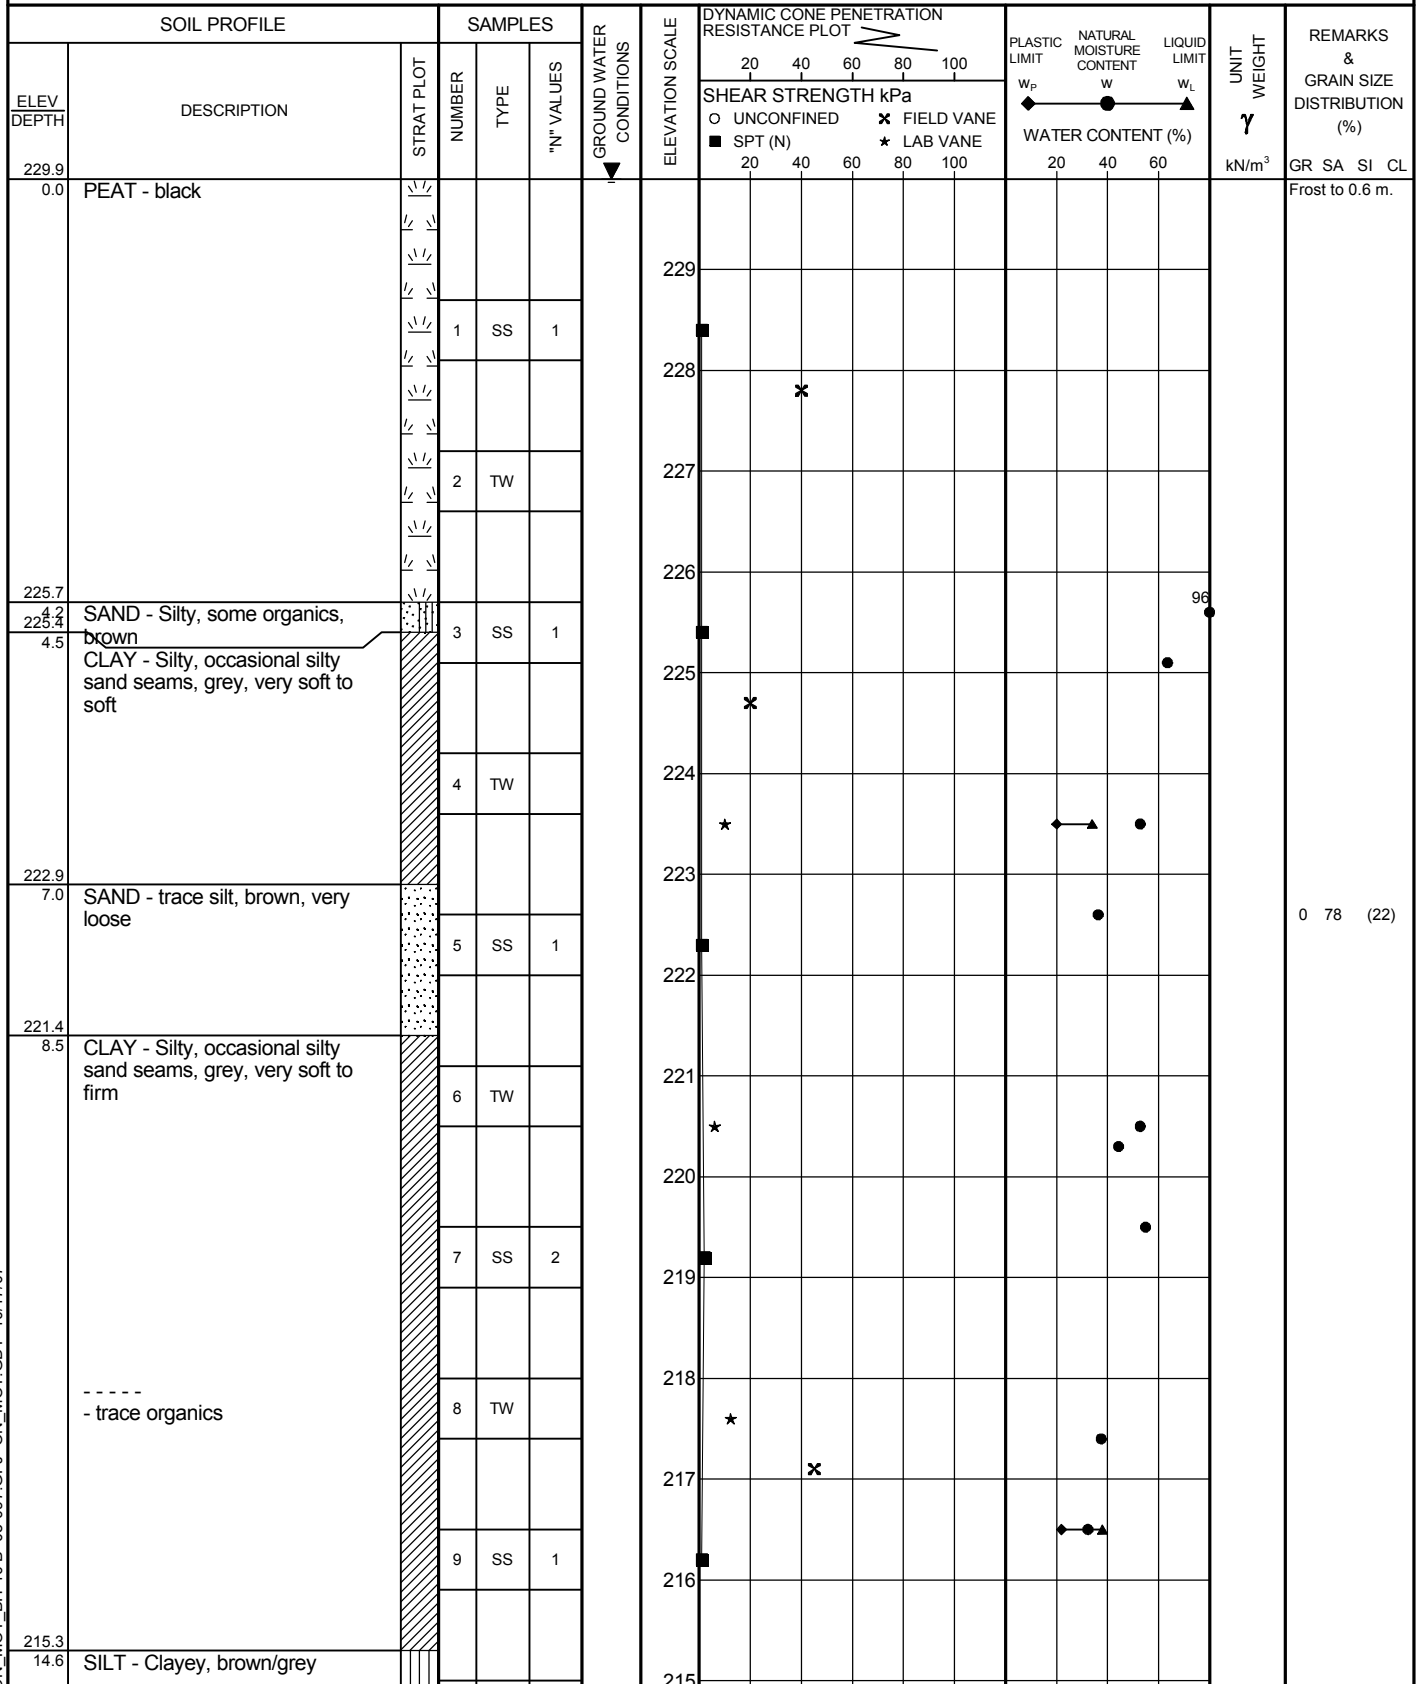 SOIL PROFILE
SAMPLES
GROUND WATER
CONDITIONS
ELEVATION SCALE
DYNAMIC CONE PENETRATION
RESISTANCE PLOT
20 40 60 80 100
SHEAR STRENGTH kPa
UNCONFINED FIELD VANE
SPT (N) LAB VANE
20 40 60 80 100
PLASTIC
LIMIT
NATURAL
MOISTURE
CONTENT
LIQUID
LIMIT
wP w wL
WATER CONTENT (%)
20 40 60
UNIT
WEIGHT
γ
kN/m³
REMARKS
&
GRAIN SIZE
DISTRIBUTION
(%)
GR SA SI CL
ELEV
DEPTH
DESCRIPTION
STRAT PLOT
NUMBER
TYPE
"N" VALUES
229.9
0.0 PEAT - black
Frost to 0.6 m.
229
1 SS 1
228
227
2 TW
226
225.7
96
4.2 SAND - Silty, some organics,
brown
225.4
4.5
3 SS 1
CLAY - Silty, occasional silty
sand seams, grey, very soft to
soft
225
224
4 TW
223
222.9
7.0 SAND - trace silt, brown, very
loose
0 78 (22)
5 SS 1
222
221.4
8.5 CLAY - Silty, occasional silty
sand seams, grey, very soft to
firm
221
6 TW
220
7 SS 2
219
218
- - - - -
- trace organics
8 TW
217
9 SS 1
216
215.3
14.6 SILT - Clayey, brown/grey
215